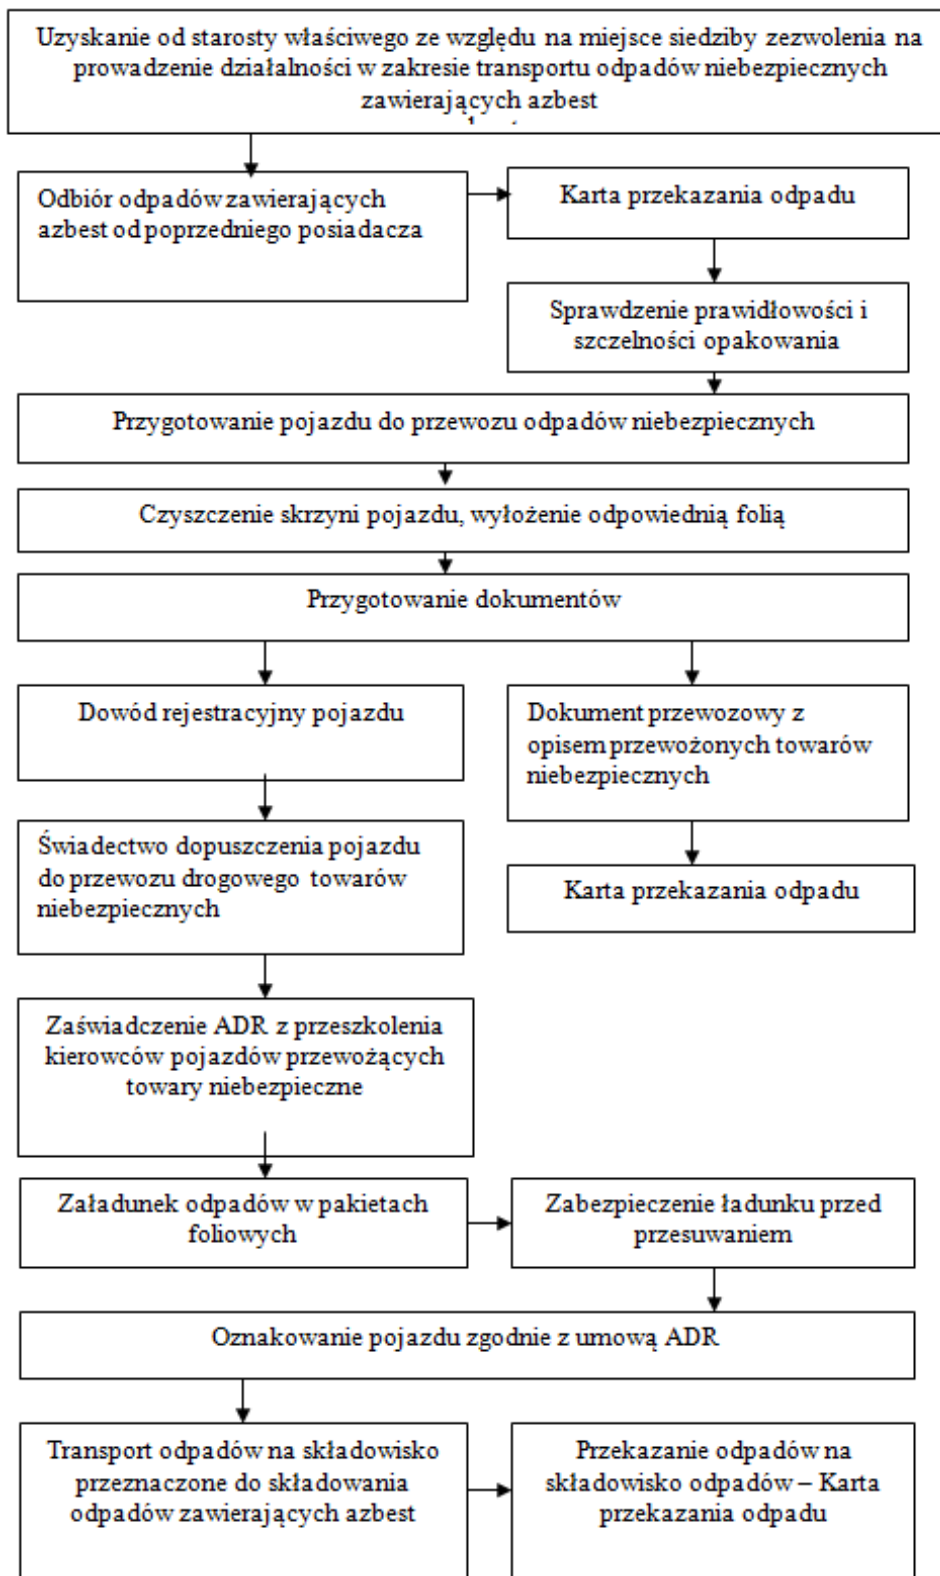 Uzyskanie od starosty właściwego ze względu na miejsce siedziby zezwolenia na
prowadzenie działalności w zakresie transportu odpadów niebezpiecznych
zawierających azbest
Odbiór odpadów zawierających
azbest od poprzedniego posiadacza
Karta przekazania odpadu
Sprawdzenie prawidłowości i
szczelności opakowania
Przygotowanie pojazdu do przewozu odpadów niebezpiecznych
Czyszczenie skrzyni pojazdu, wyłożenie odpowiednią folią
Przygotowanie dokumentów
Dowód rejestracyjny pojazdu
Dokument przewozowy z
opisem przewożonych towarów
niebezpiecznych
Świadectwo dopuszczenia pojazdu
do przewozu drogowego towarów
niebezpiecznych
Karta przekazania odpadu
Zaświadczenie ADR z przeszkolenia
kierowców pojazdów przewożących
towary niebezpieczne
Załadunek odpadów w pakietach
foliowych
Zabezpieczenie ładunku przed
przesuwaniem
Oznakowanie pojazdu zgodnie z umową ADR
Transport odpadów na składowisko
przeznaczone do składowania
odpadów zawierających azbest
Przekazanie odpadów na
składowisko odpadów – Karta
przekazania odpadu